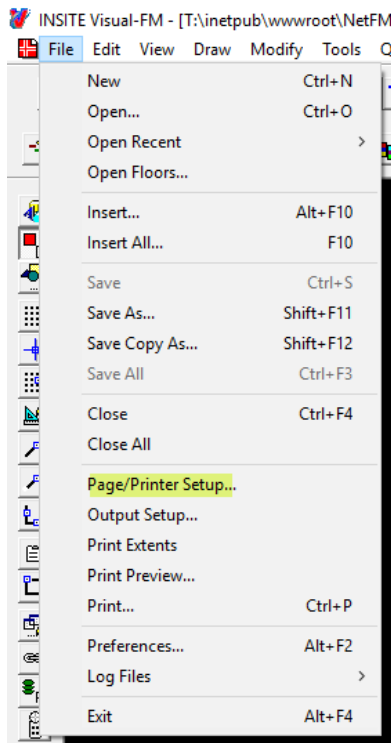 INSITE Visual-FM - [T:\inetpub\wwwroot\NetFM
File Edit View Draw Modify Tools
New Ctrl+N
Open... Ctrl+O
Open Recent
Open Floors...
Insert... Alt+F10
Insert All... F10
Save Ctrl+S
Save As... Shift+F11
Save Copy As... Shift+F12
Save All Ctrl+F3
Close Ctrl+F4
Close All
Page/Printer Setup...
Output Setup...
Print Extents
Print Preview...
Print... Ctrl+P
Preferences... Alt+F2
Log Files
Exit Alt+F4